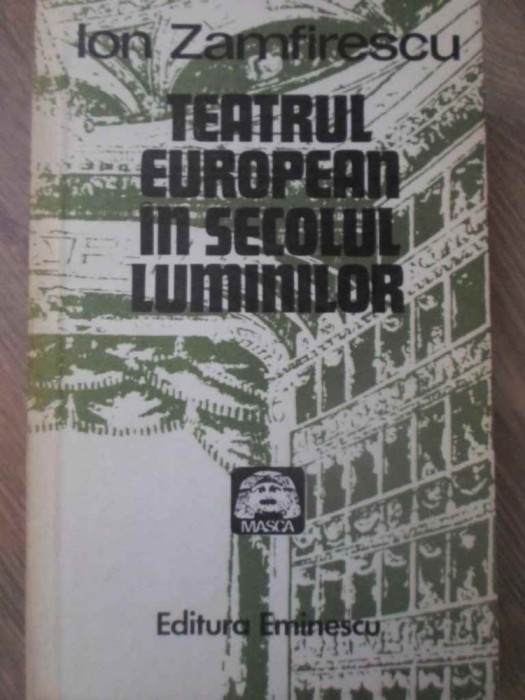 Ion Zamfirescu
TEATRUL
EUROPEAN
IN SECOLUL
LUMINILOR
MASCA
Editura Eminescu